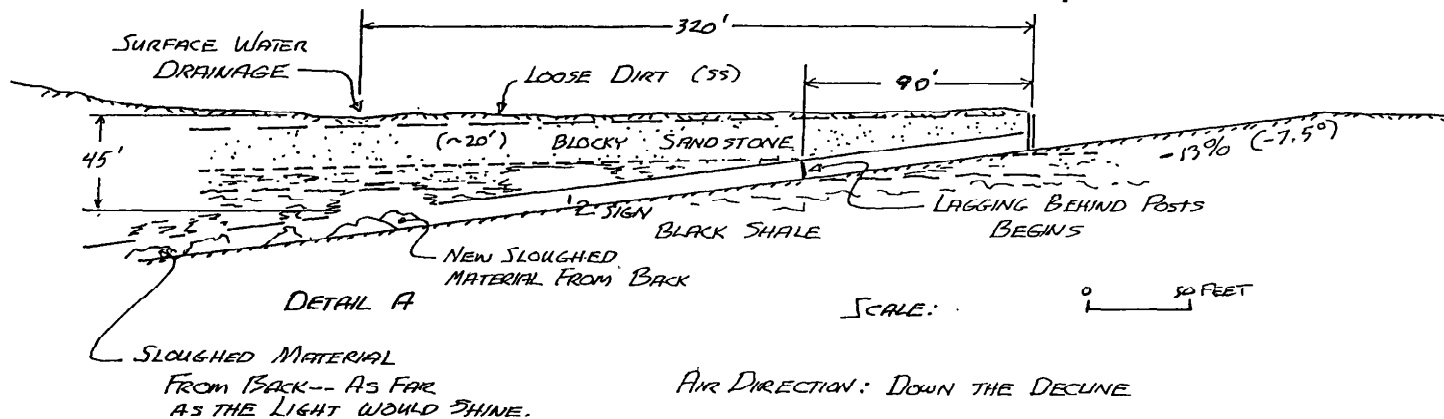 320'
SURFACE WATER
DRAINAGE
LOOSE DIRT (SS)
90'
45'
(~20') BLOCKY SANDSTONE
-13% (-7.5°)
LAGGING BEHIND POSTS
BEGINS
2 SIGN
BLACK SHALE
NEW SLOUGHED
MATERIAL FROM BACK
DETAIL A
SCALE:
0 50 FEET
SLOUGHED MATERIAL
FROM BACK-- AS FAR
AS THE LIGHT WOULD SHINE.
AIR DIRECTION: DOWN THE DECLINE